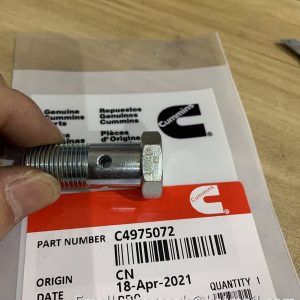 Genuine
Parts
Cummins
Repuestos
Genuinos
Cummins
Pièces
d'Origine
Cummins
Cummins
PART NUMBER C4975072
ORIGIN CN
DATE 18-Apr-2021 QUANTITY 1